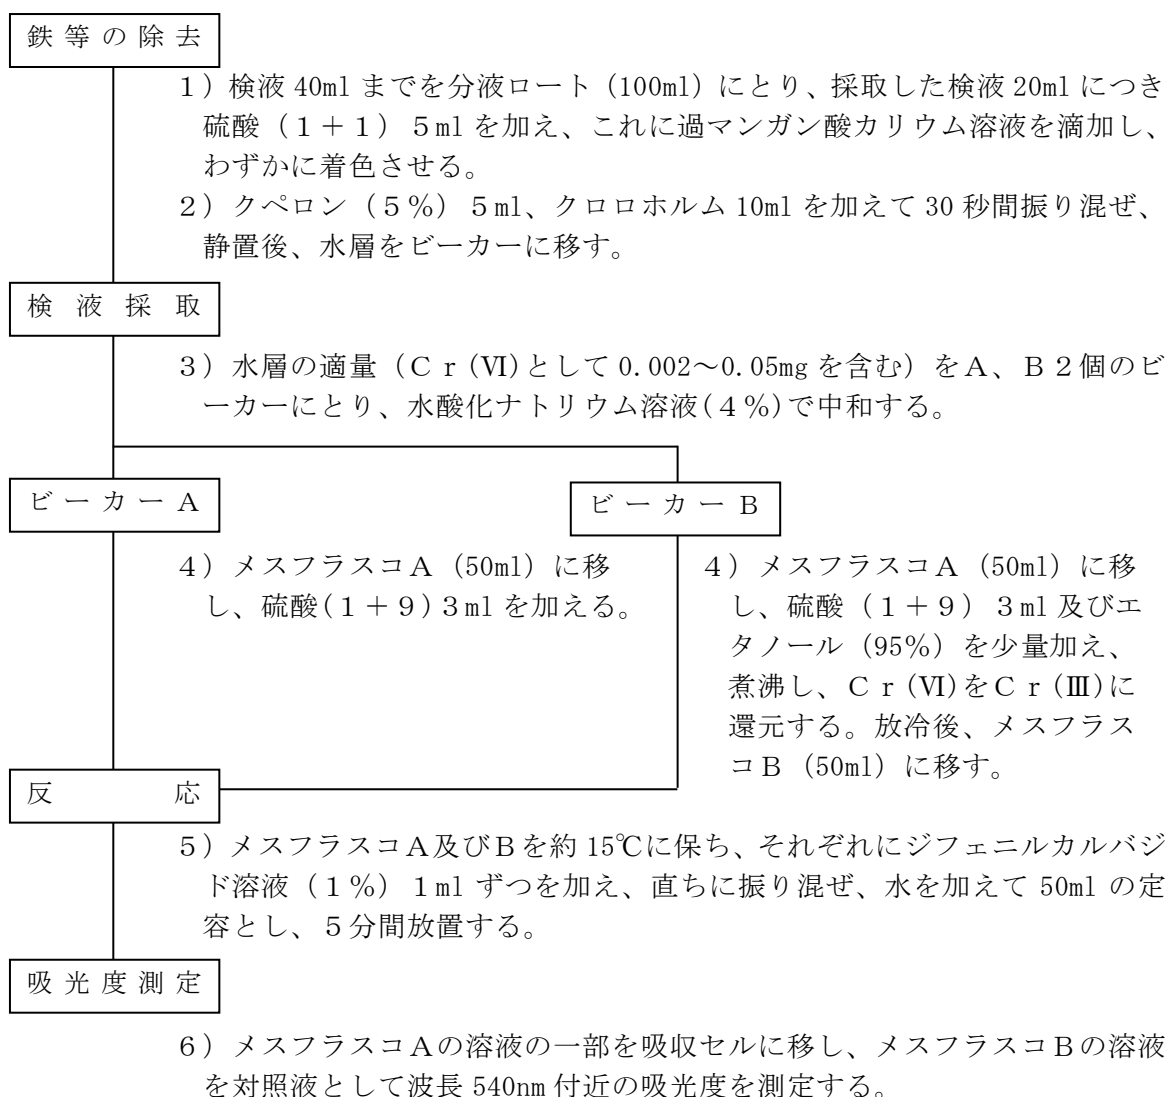 鉄等の除去
1)検液 40ml までを分液ロート(100ml)にとり、採取した検液 20ml につき
硫酸(1+1)5ml を加え、これに過マンガン酸カリウム溶液を滴加し、
わずかに着色させる。
2)クペロン(5%)5ml、クロロホルム 10ml を加えて 30 秒間振り混ぜ、
静置後、水層をビーカーに移す。
検液採取
3)水層の適量(Cr(Ⅵ)として 0.002~0.05mg を含む)をA、B2個のビ
ーカーにとり、水酸化ナトリウム溶液(4%)で中和する。
ビーカーA
ビーカーB
4)メスフラスコA(50ml)に移
し、硫酸(1+9)3ml を加える。
4)メスフラスコA(50ml)に移
し、硫酸(1+9)3ml 及びエ
タノール(95%)を少量加え、
煮沸し、Cr(Ⅵ)をCr(Ⅲ)に
還元する。放冷後、メスフラス
コB(50ml)に移す。
反応
5)メスフラスコA及びBを約 15℃に保ち、それぞれにジフェニルカルバジ
ド溶液(1%)1ml ずつを加え、直ちに振り混ぜ、水を加えて 50ml の定
容とし、5分間放置する。
吸光度測定
6)メスフラスコAの溶液の一部を吸収セルに移し、メスフラスコBの溶液
を対照液として波長 540nm 付近の吸光度を測定する。